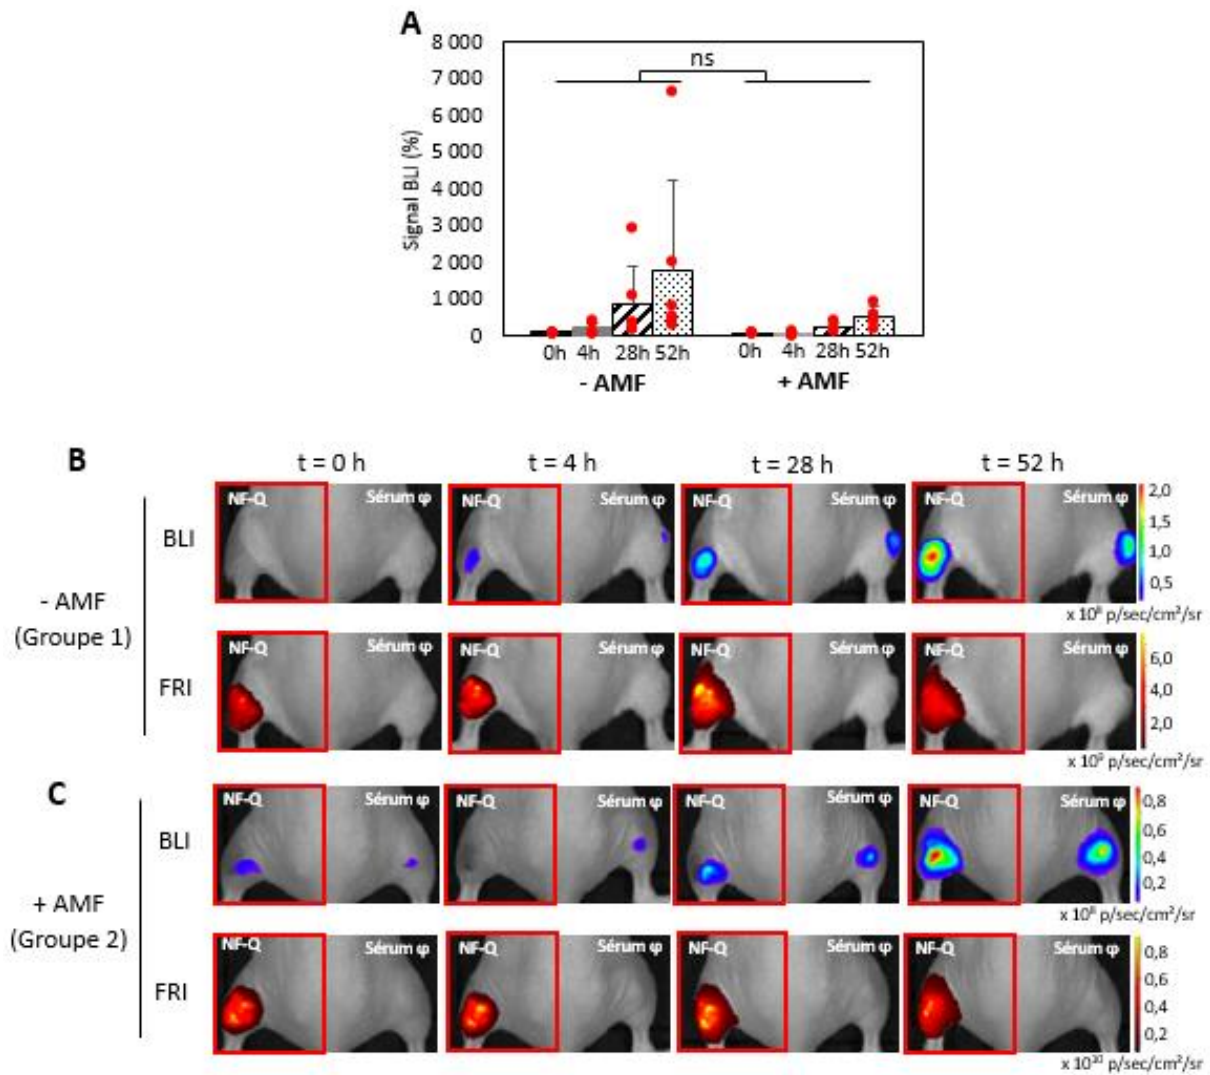 A
8 000
7 000
6 000
5 000
4 000
3 000
2 000
1 000
0
Signal BLI (%)
ns
0h 4h 28h 52h 0h 4h 28h 52h
- AMF + AMF
B
t = 0 h t = 4 h t = 28 h t = 52 h
- AMF
(Groupe 1)
BLI
NF-Q Sérum φ NF-Q Sérum φ NF-Q Sérum φ NF-Q Sérum φ
2.0
1,5
1,0
0,5
x 10⁸ p/sec/cm²/sr
FRI
NF-Q Sérum φ NF-Q Sérum φ NF-Q Sérum φ NF-Q Sérum φ
6,0
4,0
2,0
x 10⁹ p/sec/cm²/sr
C
+ AMF
(Groupe 2)
BLI
NF-Q Sérum φ NF-Q Sérum φ NF-Q Sérum φ NF-Q Sérum φ
0,8
0,6
0,4
0,2
x 10⁸ p/sec/cm²/sr
FRI
NF-Q Sérum φ NF-Q Sérum φ NF-Q Sérum φ NF-Q Sérum φ
0,8
0,6
0,4
0,2
x 10¹⁰ p/sec/cm²/sr